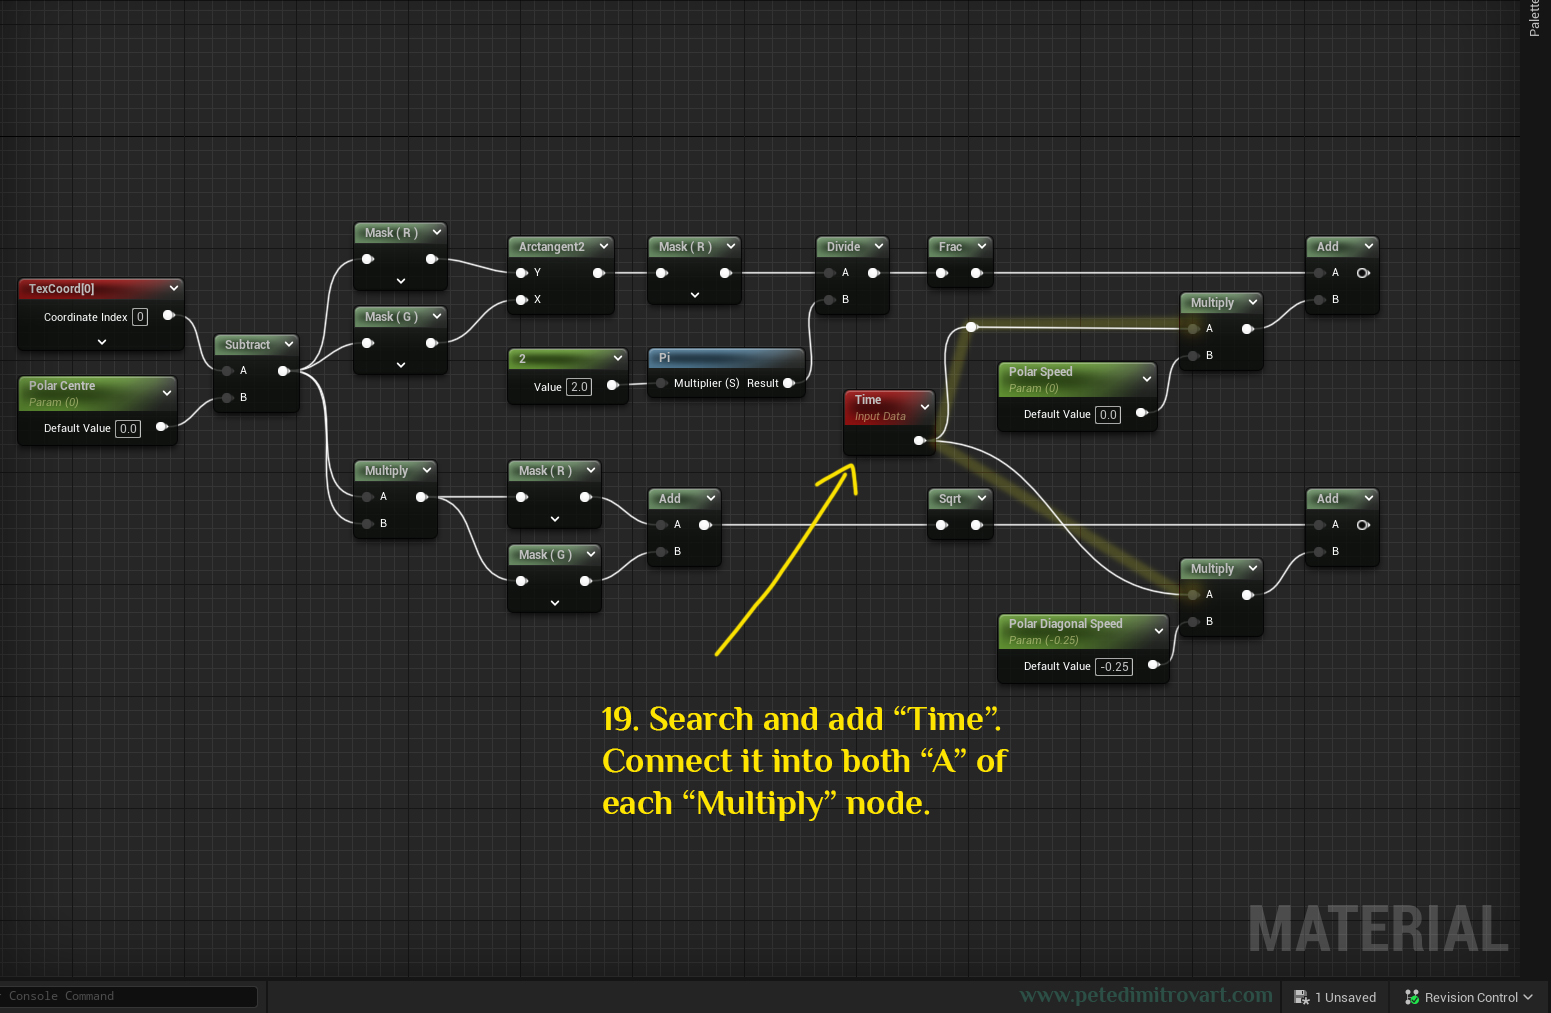 Palette
Mask ( R )
Arctangent2
Y
X
Mask ( R )
Divide
A
B
Frac
Add
A
B
TexCoord[0]
Coordinate Index 0
Mask ( G )
Multiply
A
B
Subtract
A
B
2
Value 2.0
Pi
Multiplier (S) Result
Polar Speed
Param (0)
Default Value 0.0
Polar Centre
Param (0)
Default Value 0.0
Time
Input Data
Multiply
A
B
Mask ( R )
Add
A
B
Sqrt
Add
A
B
Mask ( G )
Multiply
A
B
Polar Diagonal Speed
Param (-0.25)
Default Value -0.25
19. Search and add “Time”.
Connect it into both “A” of
each “Multiply” node.
MATERIAL
Console Command
www.petedimitrovart.com
1 Unsaved
Revision Control